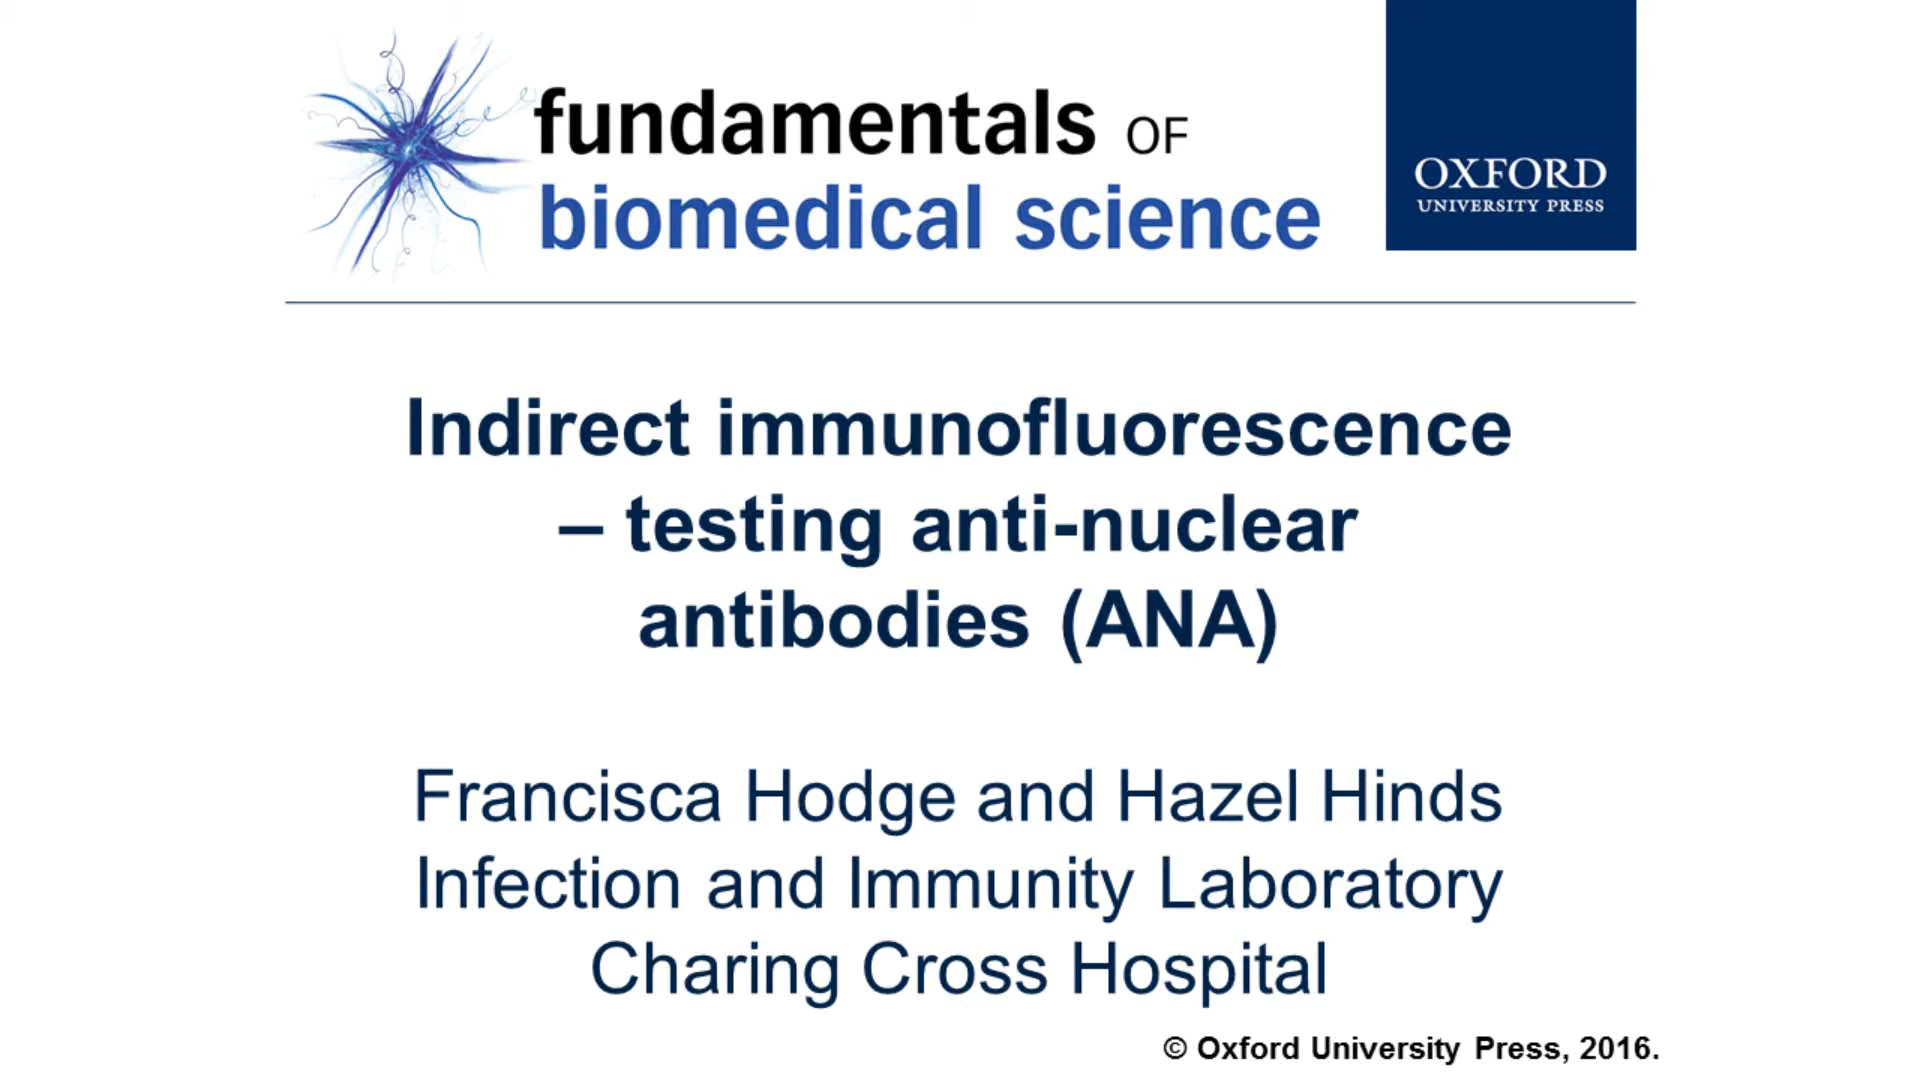 fundamentals OF
biomedical science
OXFORD
UNIVERSITY PRESS
Indirect immunofluorescence
– testing anti-nuclear
antibodies (ANA)
Francisca Hodge and Hazel Hinds
Infection and Immunity Laboratory
Charing Cross Hospital
© Oxford University Press, 2016.